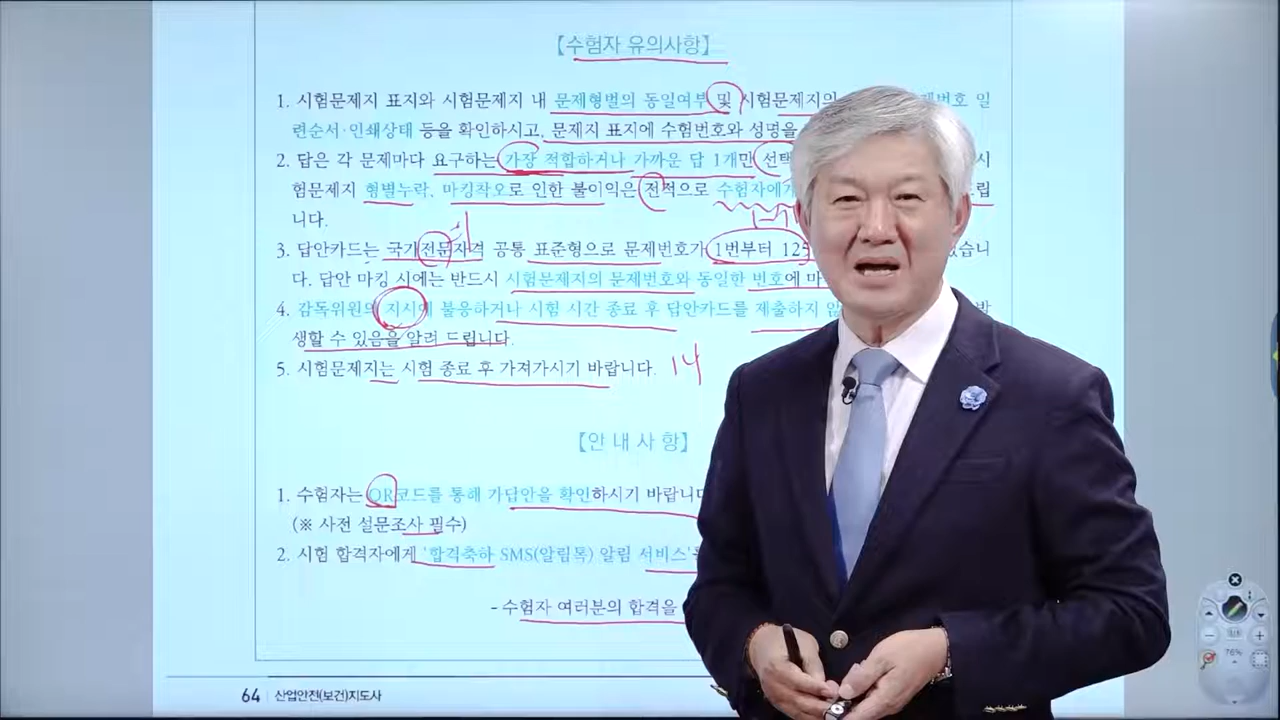 【수험자 유의사항】
1. 시험문제지 표지와 시험문제지 내 문제형별의 동일여부 및 시험문제지의 제번호 일
련순서·인쇄상태 등을 확인하시고, 문제지 표지에 수험번호와 성명을
2. 답은 각 문제마다 요구하는 가장 적합하거나 가까운 답 1개만 선택 시
험문제지 형별누락, 마킹착오로 인한 불이익은 전적으로 수험자에게 드립
니다.
3. 답안카드는 국가전문자격 공통 표준형으로 문제번호가 1번부터 125 있습니
다. 답안 마킹 시에는 반드시 시험문제지의 문제번호와 동일한 번호에 마
4. 감독위원의 지시에 불응하거나 시험 시간 종료 후 답안카드를 제출하지 않 발
생할 수 있음을 알려 드립니다.
5. 시험문제지는 시험 종료 후 가져가시기 바랍니다. 14
【안 내 사 항】
1. 수험자는 QR코드를 통해 가답안을 확인하시기 바랍니다
(※ 사전 설문조사 필수)
2. 시험 합격자에게 '합격축하 SMS(알림톡) 알림 서비스'를
- 수험자 여러분의 합격을
64 산업안전(보건)지도사
76%